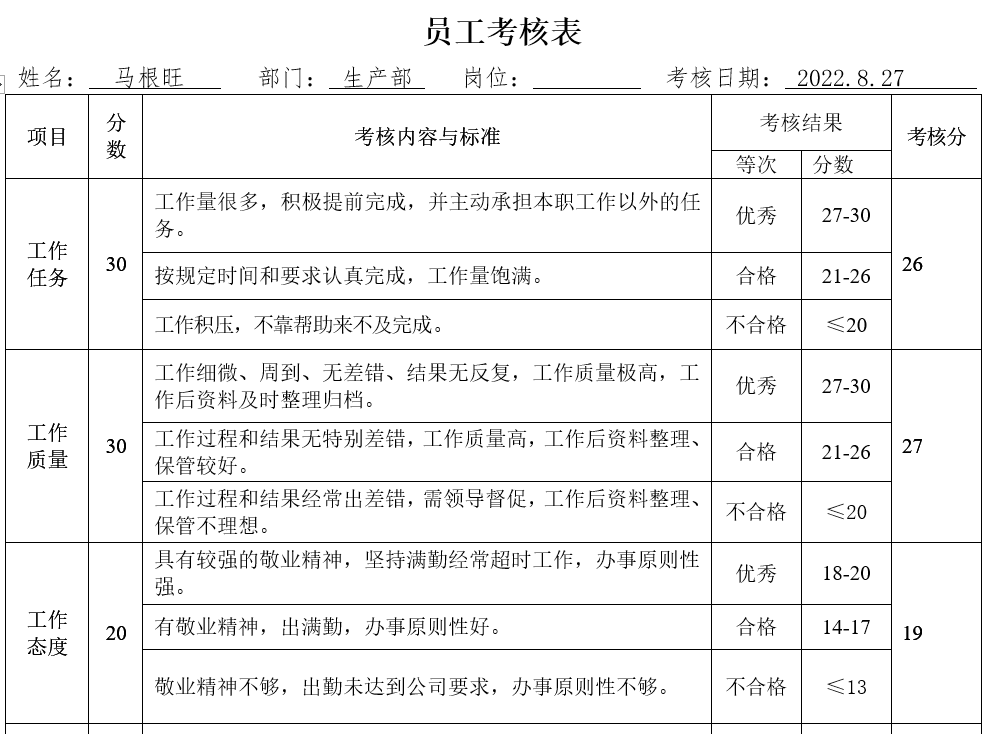 员工考核表
姓名： 马根旺 部门： 生产部 岗位： 考核日期： 2022.8.27
项目 分数 考核内容与标准 考核结果 考核分
等次 分数
工作任务 30 26
工作量很多，积极提前完成，并主动承担本职工作以外的任
务。
优秀 27-30
按规定时间和要求认真完成，工作量饱满。 合格 21-26
工作积压，不靠帮助来不及完成。 不合格 ≤20
工作质量 30 27
工作细微、周到、无差错、结果无反复，工作质量极高，工
作后资料及时整理归档。
优秀 27-30
工作过程和结果无特别差错，工作质量高，工作后资料整理、
保管较好。
合格 21-26
工作过程和结果经常出差错，需领导督促，工作后资料整理、
保管不理想。
不合格 ≤20
工作态度 20 19
具有较强的敬业精神，坚持满勤经常超时工作，办事原则性
强。
优秀 18-20
有敬业精神，出满勤，办事原则性好。 合格 14-17
敬业精神不够，出勤未达到公司要求，办事原则性不够。 不合格 ≤13